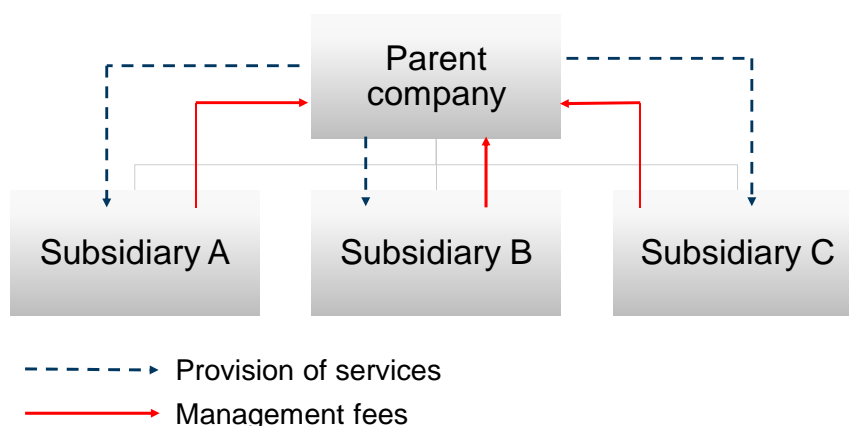 Parent
company
Subsidiary A
Subsidiary B
Subsidiary C
Provision of services
Management fees